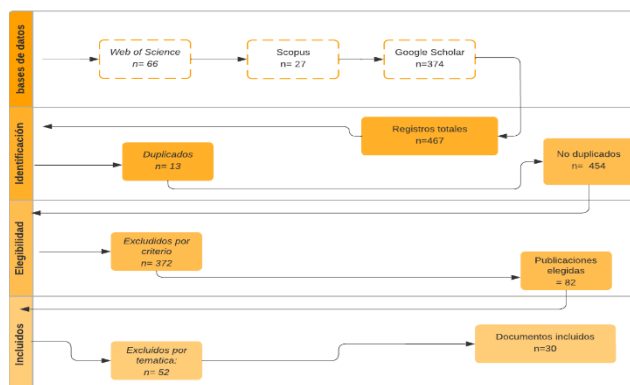 bases de datos
Web of Science
n= 66
Scopus
n= 27
Google Scholar
n=374
Identificación
Registros totales
n=467
Duplicados
n= 13
No duplicados
n= 454
Elegibilidad
Excluidos por
criterio
n= 372
Publicaciones
elegidas
= 82
Incluidos
Excluidos por
tematica;
n= 52
Documentos incluidos
n=30